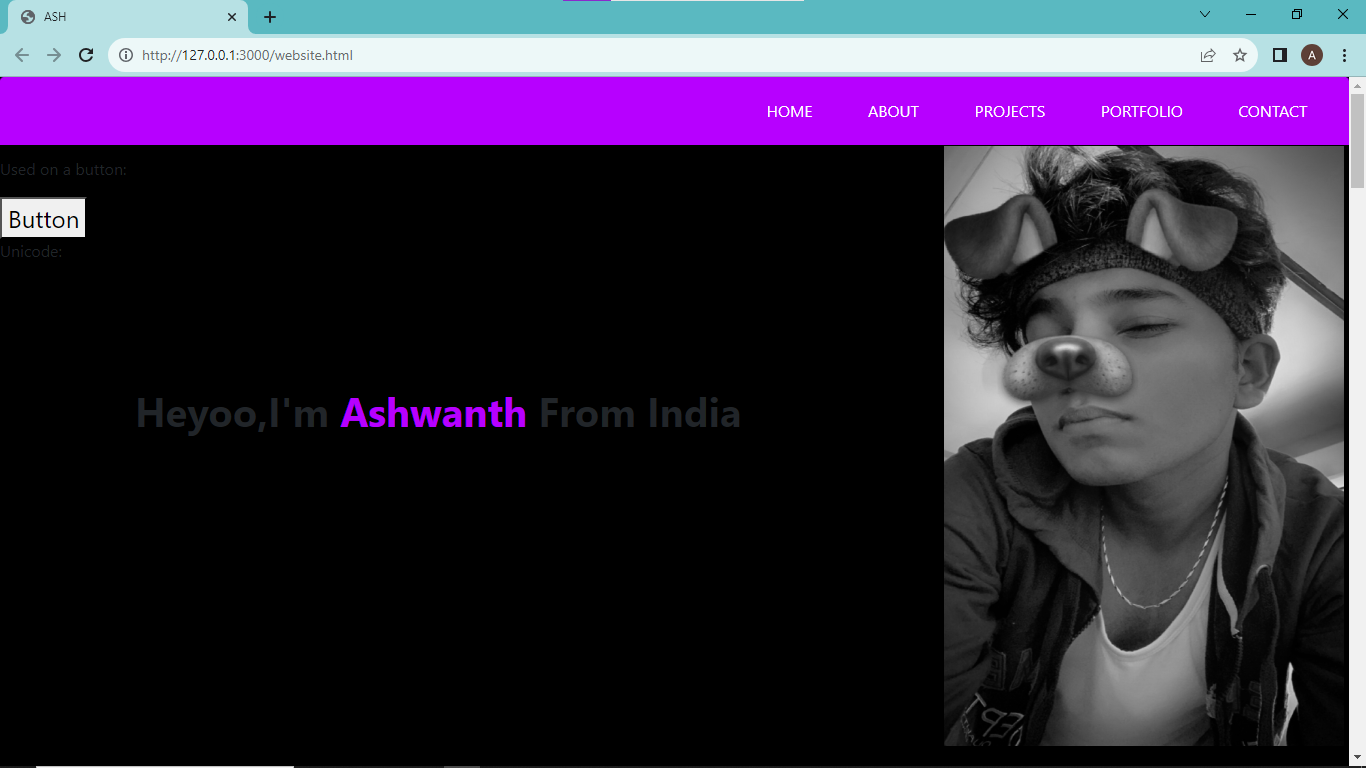 ASH
http://127.0.0.1:3000/website.html
A
HOME ABOUT PROJECTS PORTFOLIO CONTACT
Used on a button:
Button
Unicode:
Heyoo,I'm Ashwanth From India